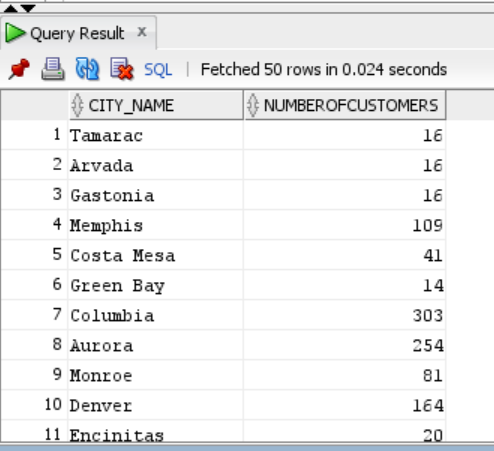 Query Result x
SQL | Fetched 50 rows in 0.024 seconds
CITY_NAME NUMBEROFCUSTOMERS
1 Tamarac 16
2 Arvada 16
3 Gastonia 16
4 Memphis 109
5 Costa Mesa 41
6 Green Bay 14
7 Columbia 303
8 Aurora 254
9 Monroe 81
10 Denver 164
11 Encinitas 20